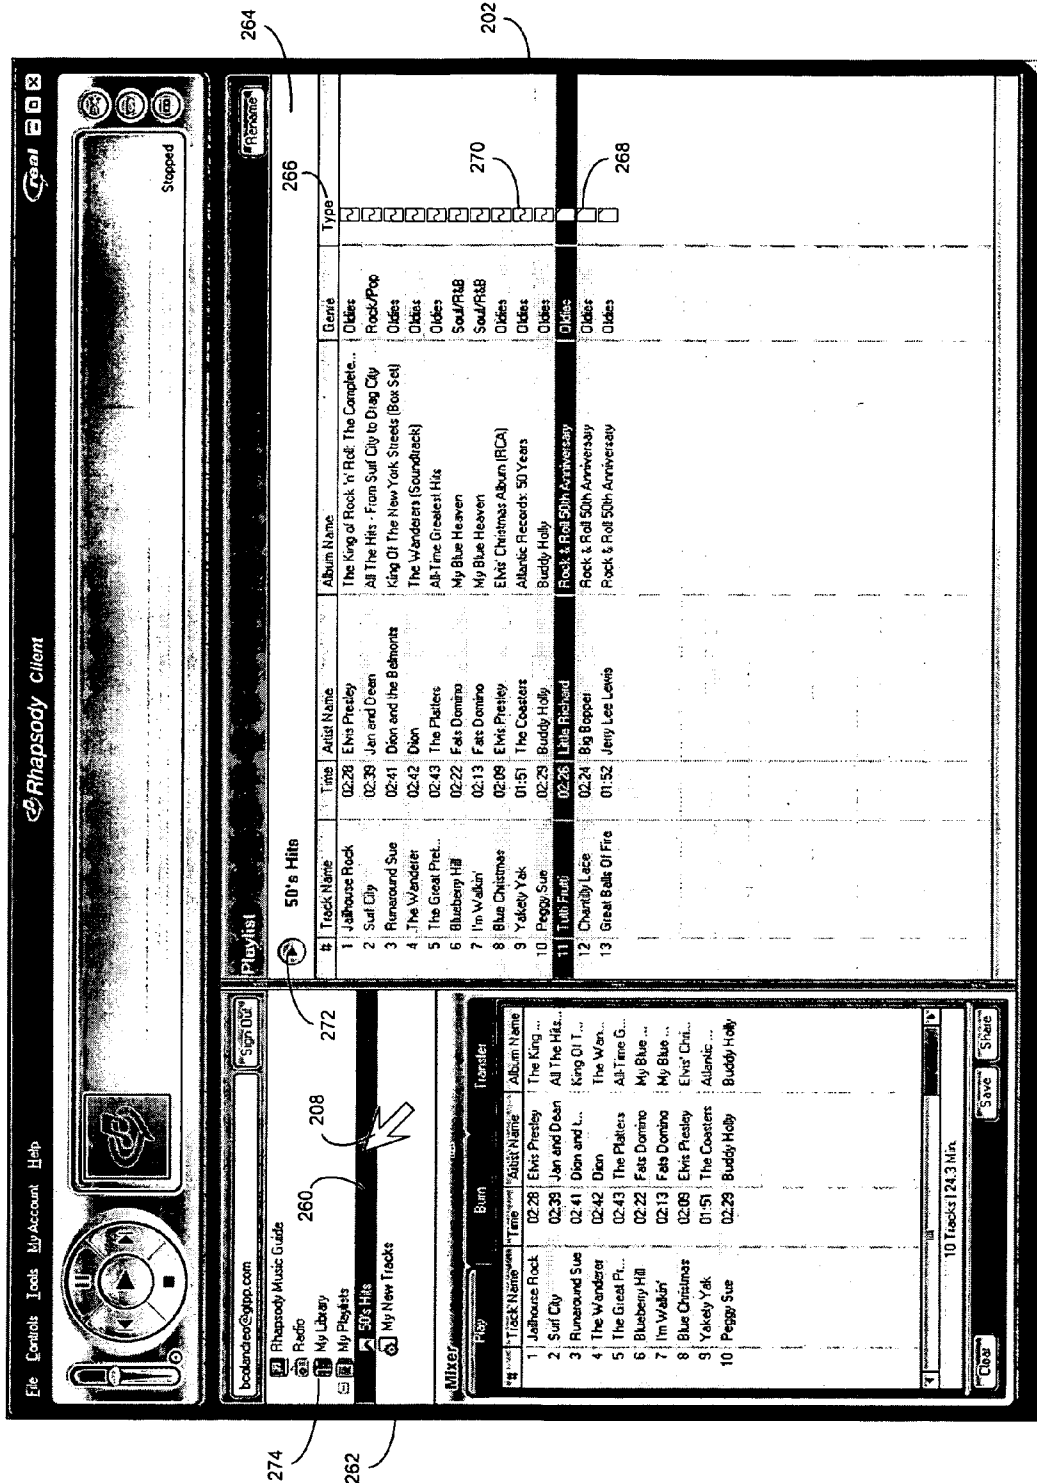 File Controls Tools My Account Help
Rhapsody Client
real
Stopped
bcolandreo@gtpp.com
Sign Out
Rhapsody Music Guide
Radio
My Library
My Playlists
50's Hits
My New Tracks
Mixer
Play Burn Transfer
# Track Name Time Artist Name Album Name
1 Jailhouse Rock 02:28 Elvis Presley The King ...
2 Surf City 02:39 Jan and Dean All The Hits...
3 Runaround Sue 02:41 Dion and t... King Of T...
4 The Wanderer 02:42 Dion The Wan...
5 The Great Pr... 02:43 The Platters All-Time G...
6 Blueberry Hill 02:22 Fats Domino My Blue ...
7 I'm Walkin' 02:13 Fats Domino My Blue ...
8 Blue Christmas 02:09 Elvis Presley Elvis' Chri...
9 Yakety Yak 01:51 The Coasters Atlantic ...
10 Peggy Sue 02:29 Buddy Holly Buddy Holly
10 Tracks | 24.3 Min.
Clear Save Share
Playlist
Rename
50's Hits
# Track Name Time Artist Name Album Name Genre Type
1 Jailhouse Rock 02:28 Elvis Presley The King of Rock 'n' Roll: The Complete... Oldies
2 Surf City 02:39 Jan and Dean All The Hits - From Surf City to Drag City Rock/Pop
3 Runaround Sue 02:41 Dion and the Belmonts King Of The New York Streets (Box Set) Oldies
4 The Wanderer 02:42 Dion The Wanderers (Soundtrack) Oldies
5 The Great Pret... 02:43 The Platters All-Time Greatest Hits Oldies
6 Blueberry Hill 02:22 Fats Domino My Blue Heaven Soul/R&B
7 I'm Walkin' 02:13 Fats Domino My Blue Heaven Soul/R&B
8 Blue Christmas 02:09 Elvis Presley Elvis' Christmas Album (RCA) Oldies
9 Yakety Yak 01:51 The Coasters Atlantic Records: 50 Years Oldies
10 Peggy Sue 02:29 Buddy Holly Buddy Holly Oldies
11 Tutti Frutti 02:26 Little Richard Rock & Roll 50th Anniversary Oldies
12 Chantilly Lace 02:24 Big Bopper Rock & Roll 50th Anniversary Oldies
13 Great Balls Of Fire 01:52 Jerry Lee Lewis Rock & Roll 50th Anniversary Oldies
274
262
260
208
272
266
264
270
268
202